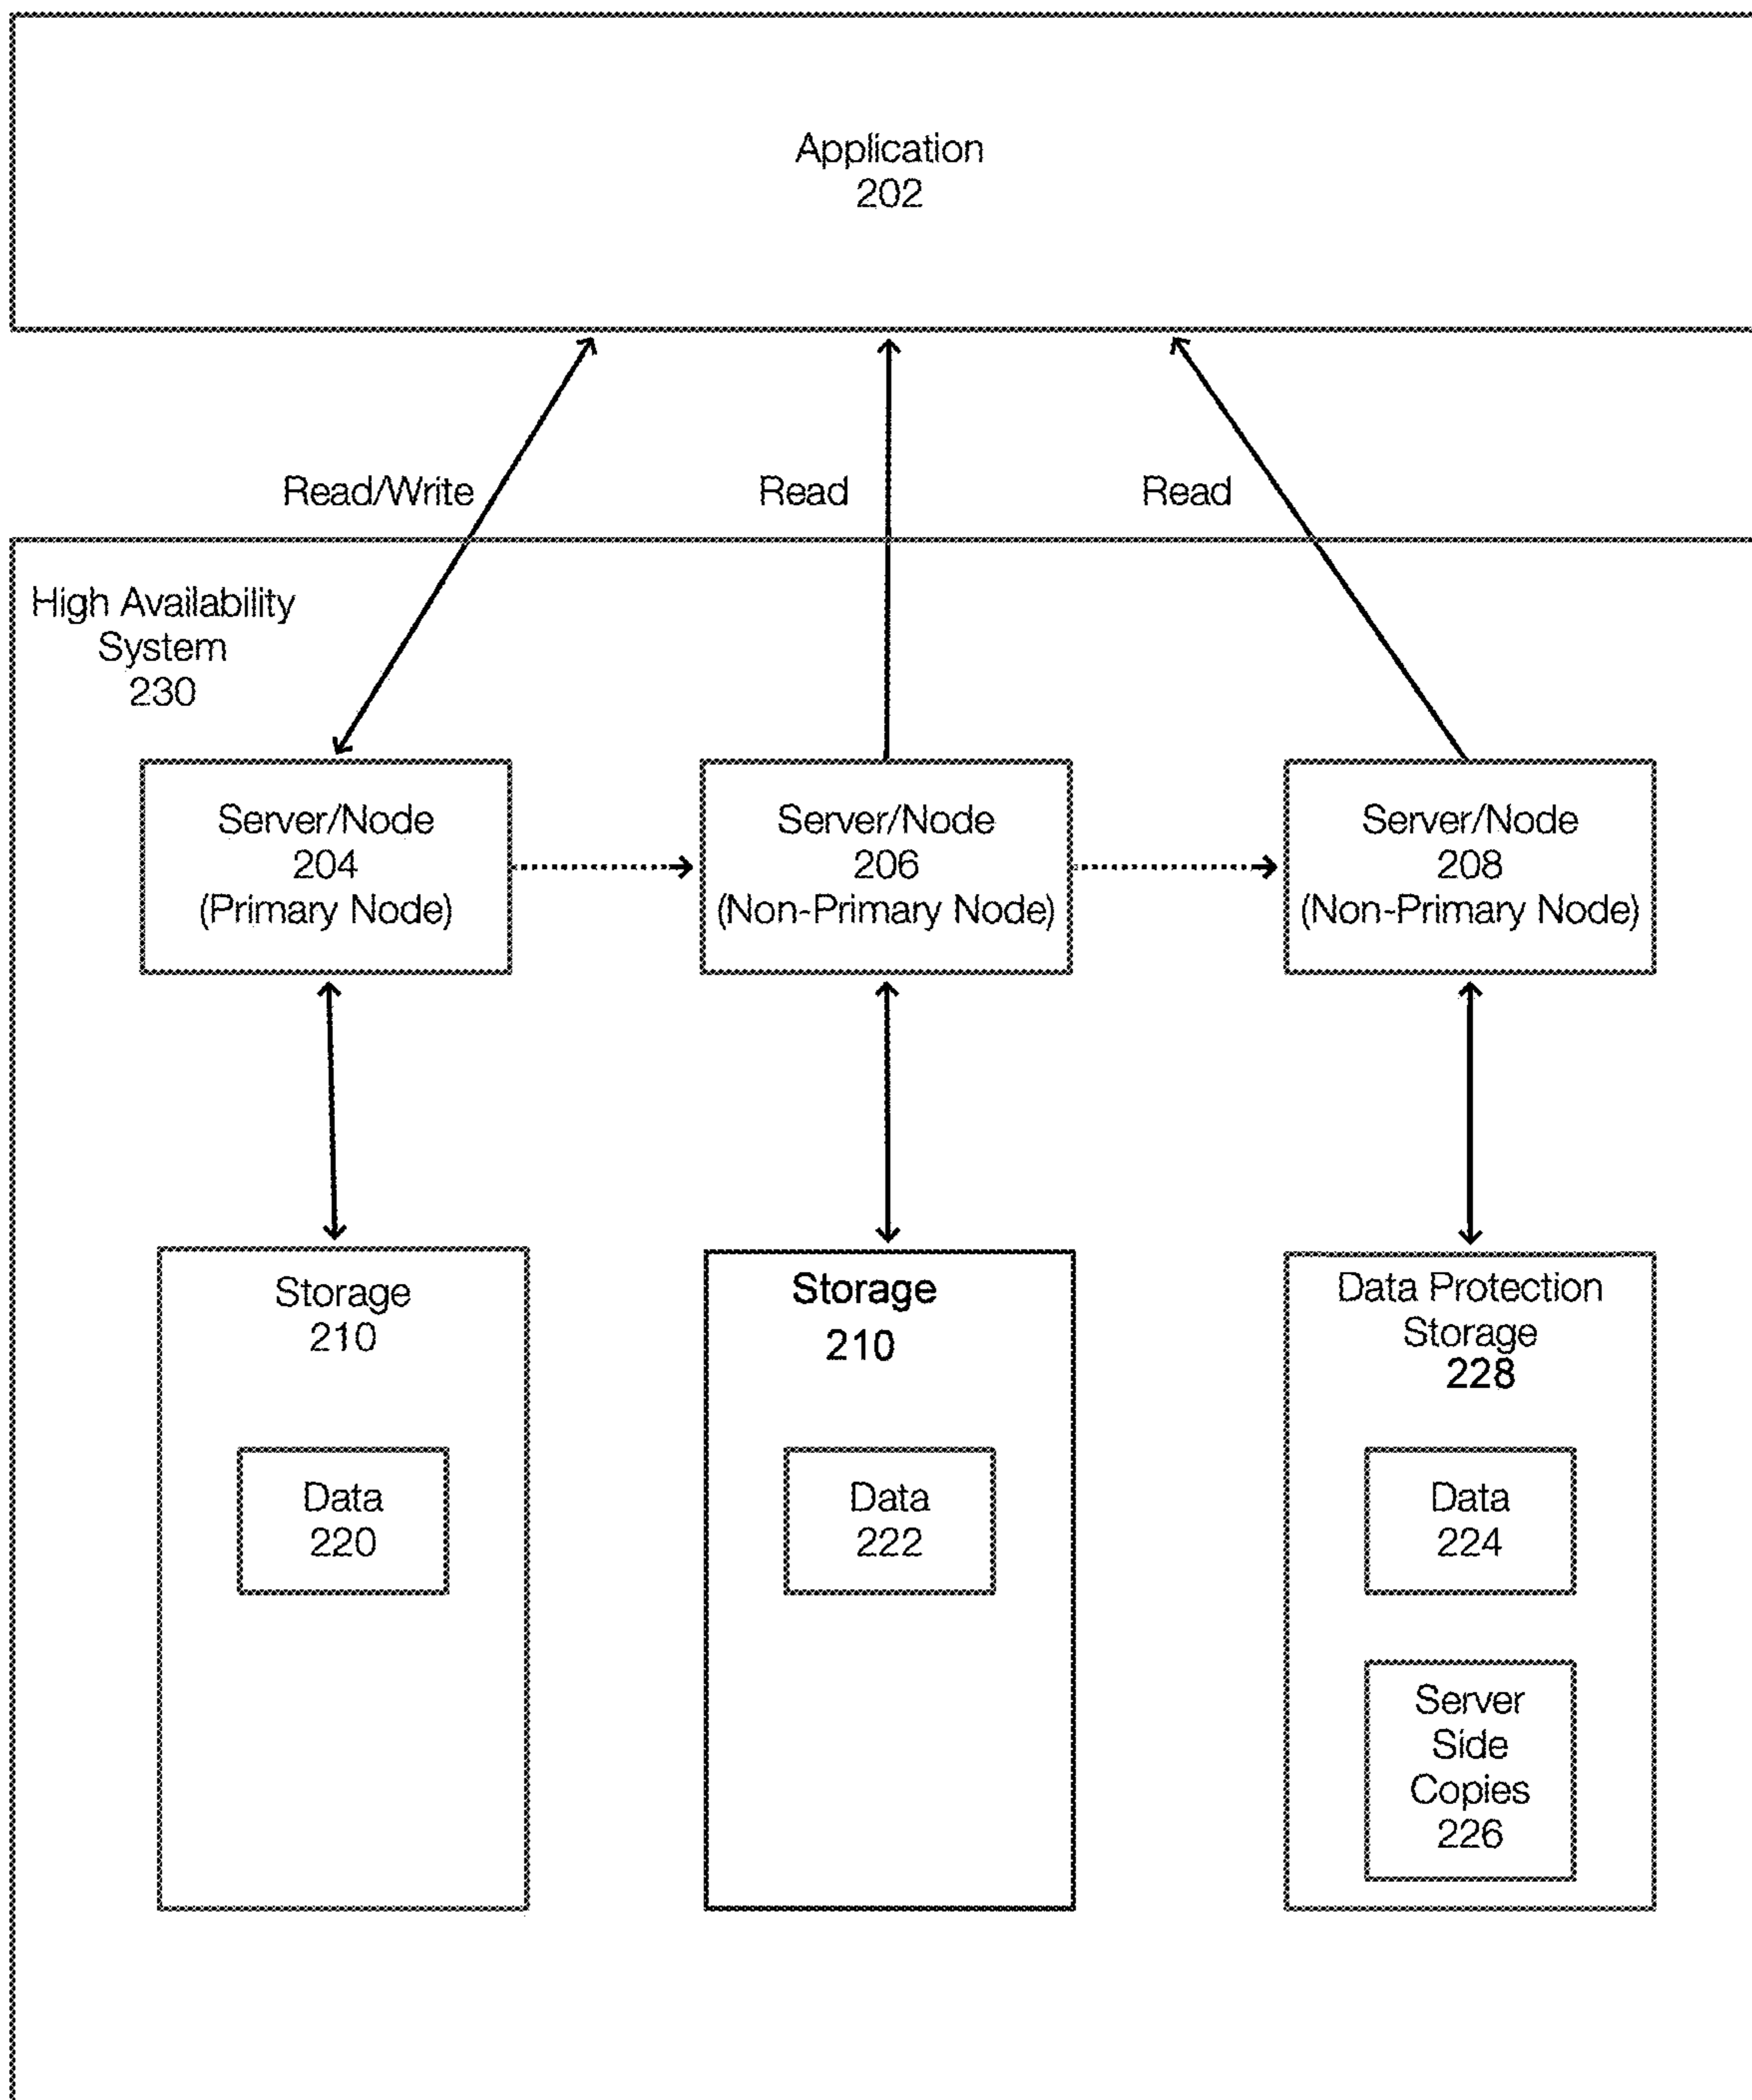 Application
202
Read/Write
Read
Read
High Availability
System
230
Server/Node
204
(Primary Node)
Server/Node
206
(Non-Primary Node)
Server/Node
208
(Non-Primary Node)
Storage
210
Storage
210
Data Protection
Storage
228
Data
220
Data
222
Data
224
Server
Side
Copies
226